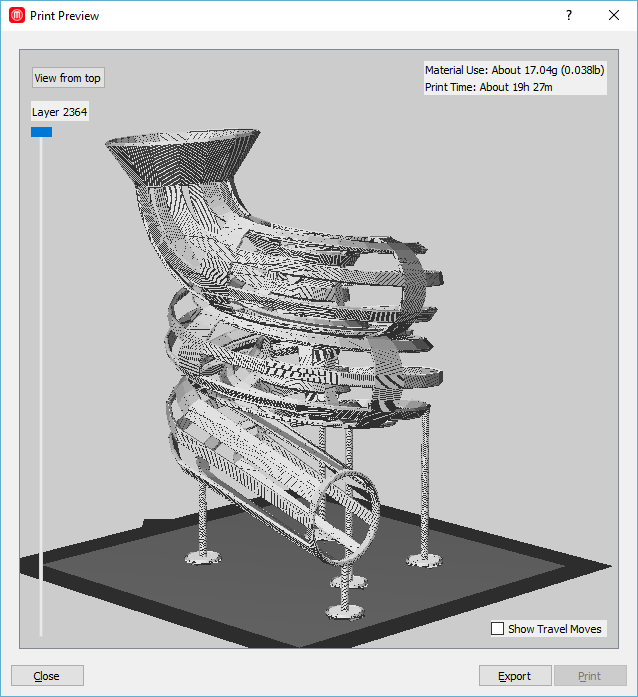 Print Preview
?
View from top
Material Use: About 17.04g (0.038lb)
Print Time: About 19h 27m
Layer 2364
Show Travel Moves
Close
Export
Print